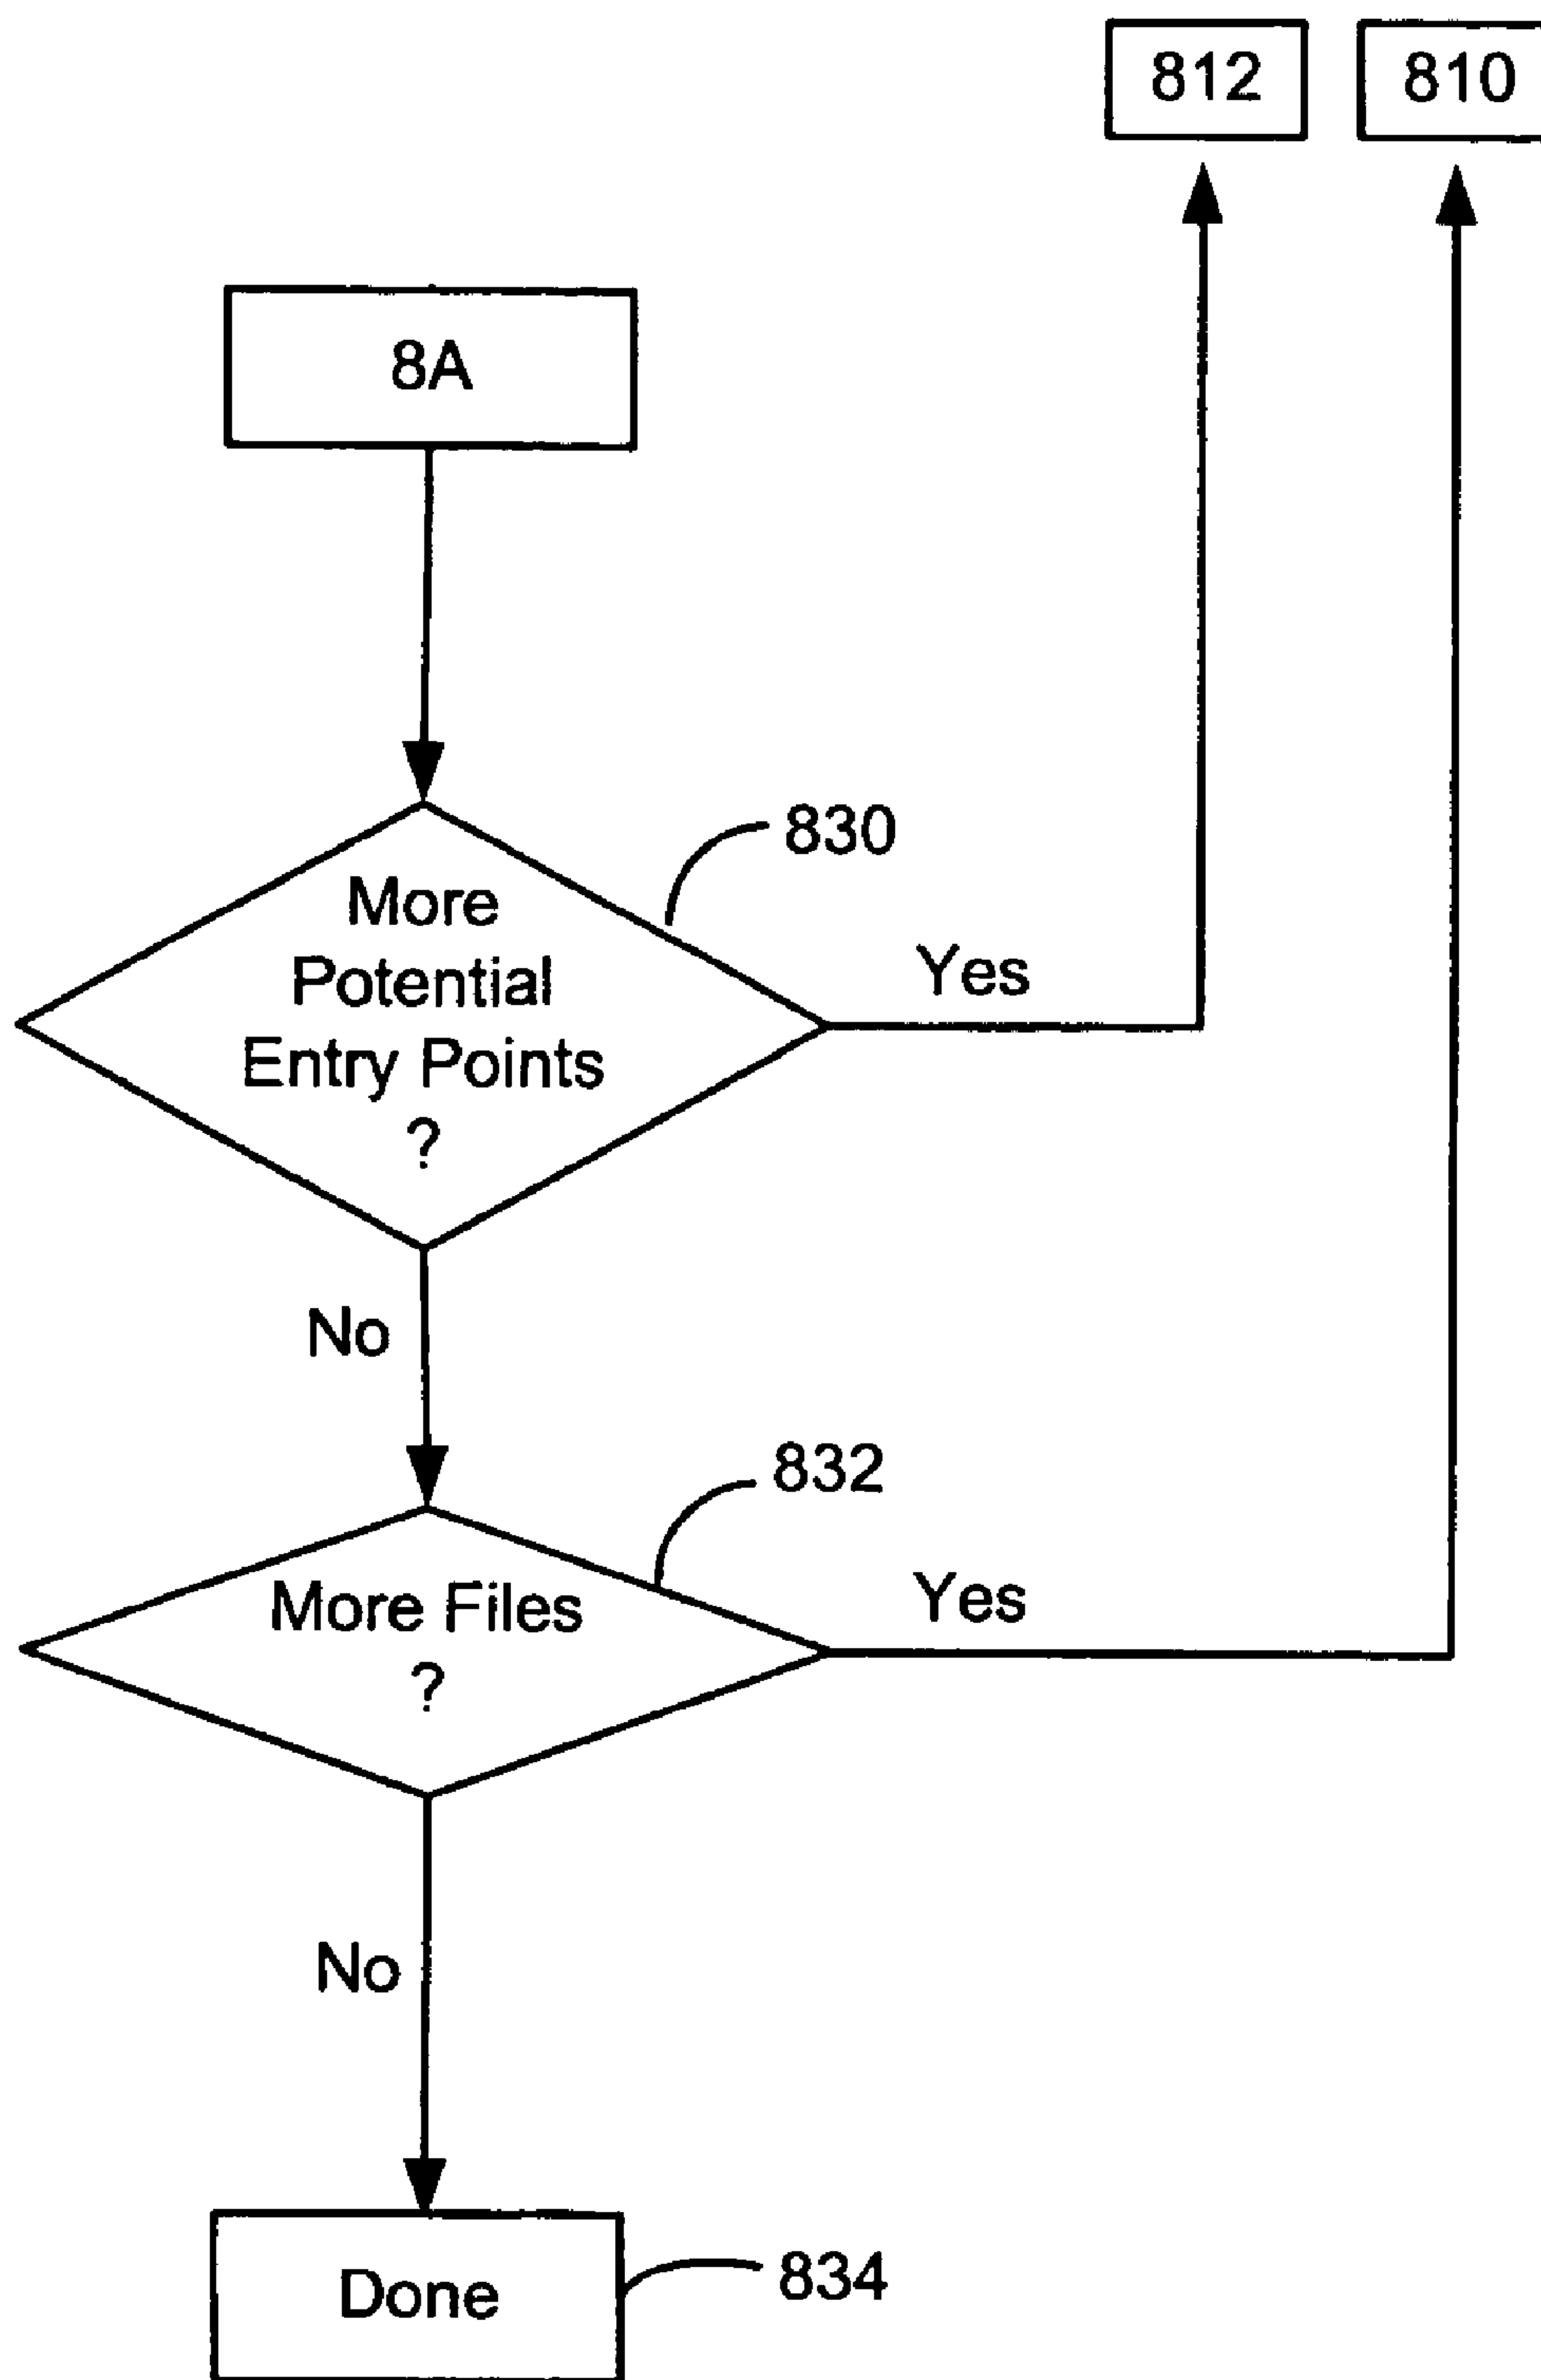 812
810
8A
830
More
Potential
Entry Points
?
Yes
No
832
More Files
?
Yes
No
Done
834